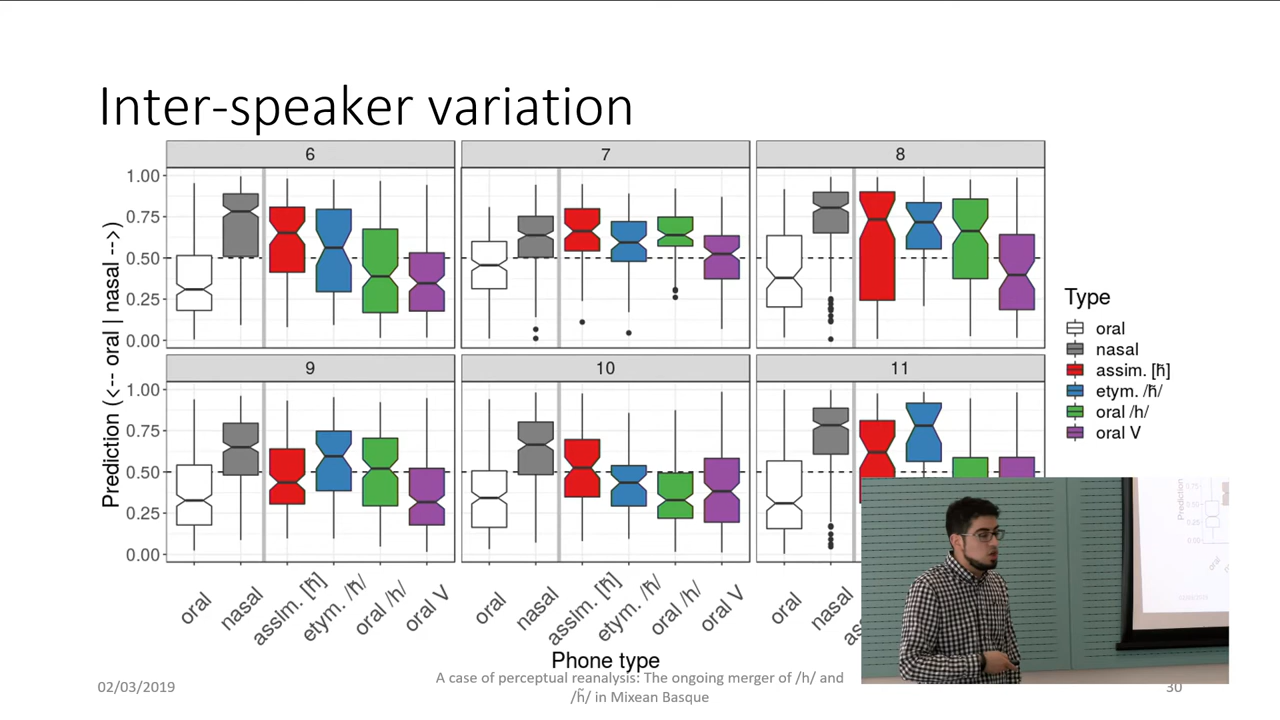 Inter-speaker variation
6
7
8
1.00
0.75
0.50
0.25
0.00
9
10
11
1.00
0.75
0.50
0.25
0.00
Prediction (<-- oral | nasal -->)
oral
nasal
assim. [h̃]
etym. /h̃/
oral /h/
oral V
oral
nasal
assim. [h̃]
etym. /h̃/
oral /h/
oral V
oral
nasal
Phone type
Type
oral
nasal
assim. [h̃]
etym. /h̃/
oral /h/
oral V
02/03/2019
A case of perceptual reanalysis: The ongoing merger of /h/ and
/h̃/ in Mixean Basque
30
Prediction